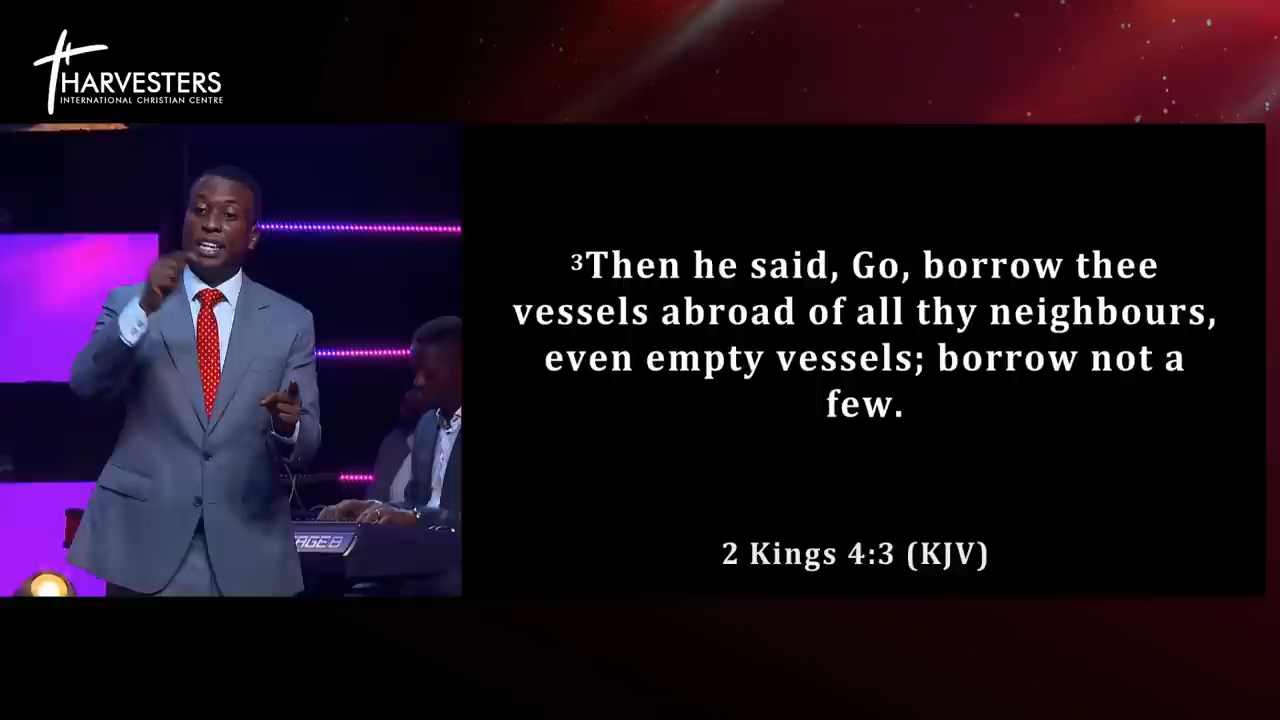 HARVESTERS
INTERNATIONAL CHRISTIAN CENTRE
³Then he said, Go, borrow thee
vessels abroad of all thy neighbours,
even empty vessels; borrow not a
few.
2 Kings 4:3 (KJV)